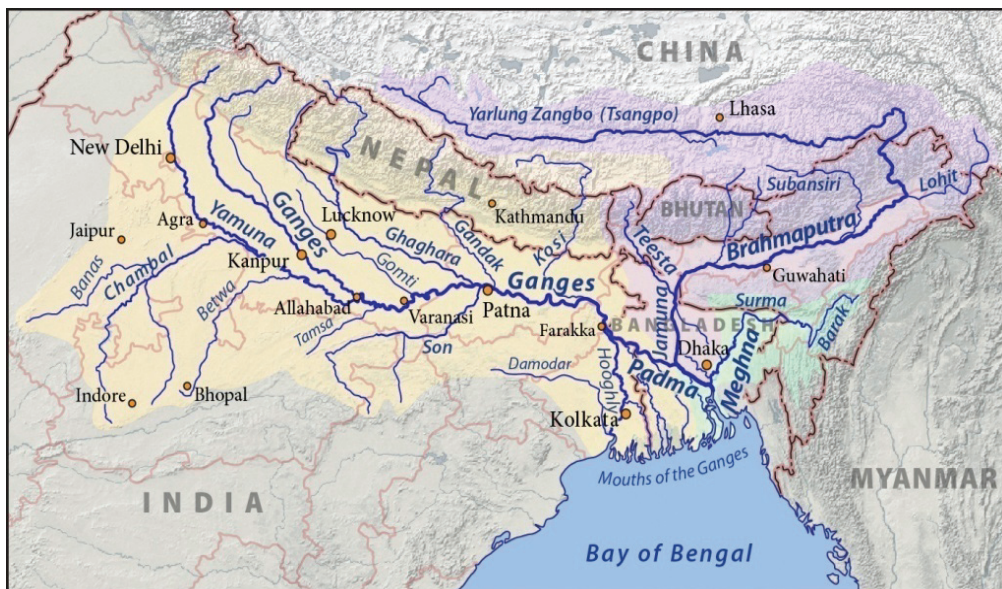 CHINA
Yarlung Zangbo (Tsangpo)
Lhasa
New Delhi
NEPAL
Subansiri
Lohit
BHUTAN
Kathmandu
Agra
Yamuna
Ganges
Lucknow
Ghaghara
Gandak
Kosi
Teesta
Brahmaputra
Jaipur
Banas
Chambal
Kanpur
Gomti
Ganges
Guwahati
Betwa
Allahabad
Varanasi
Patna
Farakka
BANGLADESH
Jamuna
Surma
Barak
Tamsa
Son
Damodar
Hooghly
Padma
Dhaka
Meghna
Indore
Bhopal
Kolkata
Mouths of the Ganges
INDIA
MYANMAR
Bay of Bengal